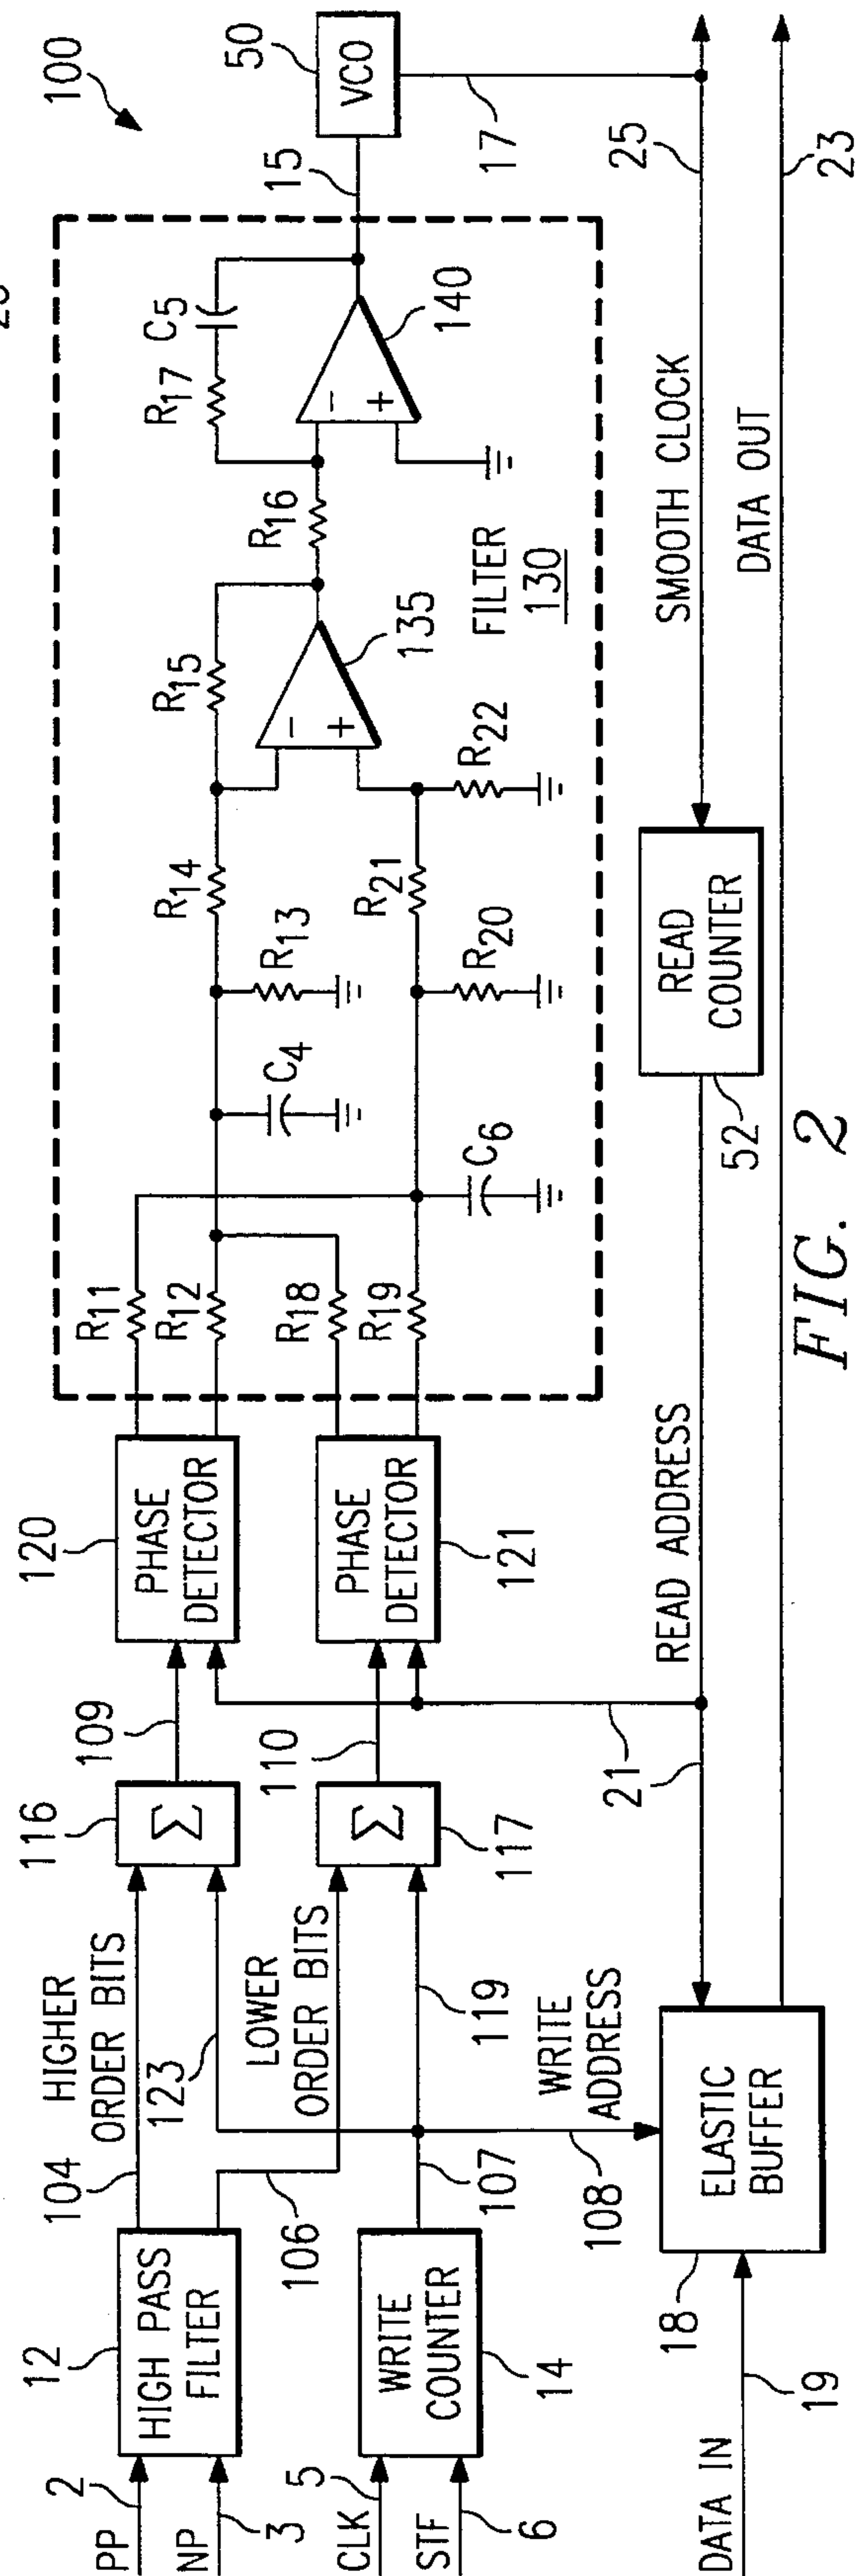 100
PP
2
NP
3
12
HIGH PASS
FILTER
104
HIGHER
ORDER BITS
123
LOWER
ORDER BITS
106
116
Σ
109
120
PHASE
DETECTOR
CLK
5
STF
6
WRITE
COUNTER
14
107
119
108
WRITE
ADDRESS
117
Σ
110
PHASE
DETECTOR
121
R11
R12
R18
R19
C6
C4
R13
R20
R14
R21
R22
R15
135
FILTER
130
R16
R17
C5
140
15
VCO
50
17
DATA IN
19
18
ELASTIC
BUFFER
21
READ ADDRESS
52
READ
COUNTER
SMOOTH CLOCK
25
DATA OUT
23
FIG. 2